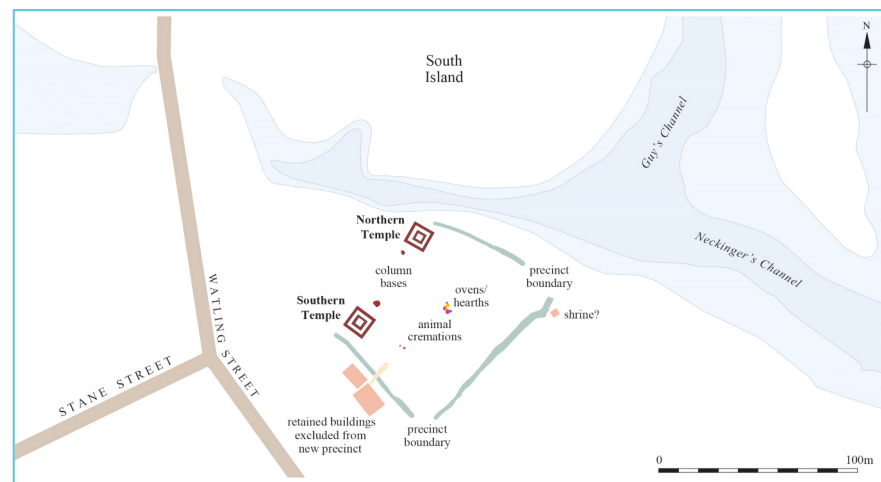 South
Island
N
Guy's Channel
Neckinger's Channel
Northern
Temple
column
bases
ovens/
hearths
precinct
boundary
Southern
Temple
animal
cremations
shrine?
WATLING STREET
STANE STREET
retained buildings
excluded from
new precinct
precinct
boundary
0 100m